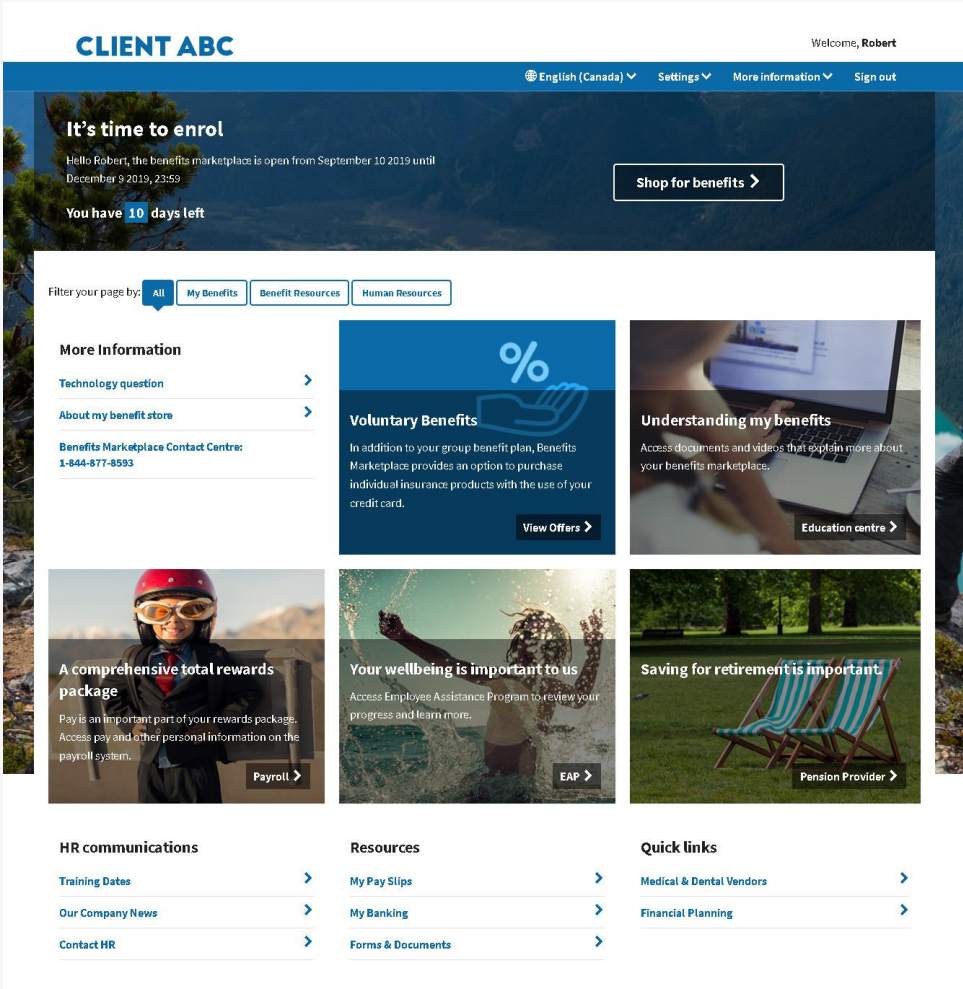 CLIENT ABC
Welcome, Robert
English (Canada)
Settings
More information
Sign out
It's time to enrol
Hello Robert, the benefits marketplace is open from September 10 2019 until
December 9 2019, 23:59
You have 10 days left
Shop for benefits
Filter your page by:
All
My Benefits
Benefit Resources
Human Resources
More Information
Technology question
About my benefit store
Benefits Marketplace Contact Centre:
1-844-877-8593
%
Voluntary Benefits
In addition to your group benefit plan, Benefits
Marketplace provides an option to purchase
individual insurance products with the use of your
credit card.
View Offers
Understanding my benefits
Access documents and videos that explain more about
your benefits marketplace.
Education centre
A comprehensive total rewards
package
Pay is an important part of your rewards package.
Access pay and other personal information on the
payroll system.
Payroll
Your wellbeing is important to us
Access Employee Assistance Program to review your
progress and learn more.
EAP
Saving for retirement is important.
Pension Provider
HR communications
Training Dates
Our Company News
Contact HR
Resources
My Pay Slips
My Banking
Forms & Documents
Quick links
Medical & Dental Vendors
Financial Planning